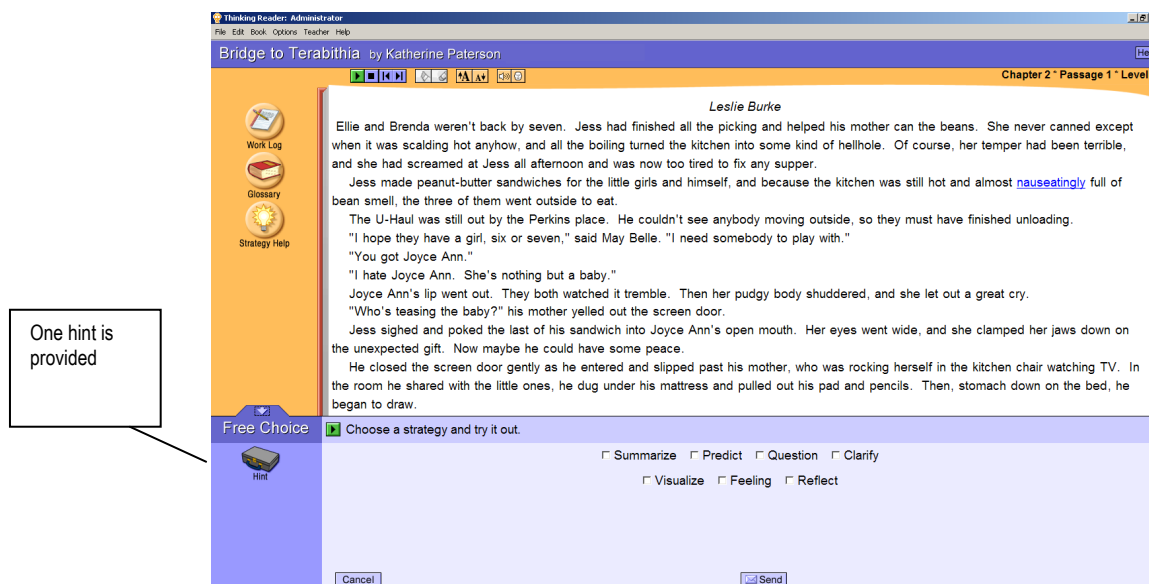 Thinking Reader: Administrator
File Edit Book Options Teacher Help
Bridge to Terabithia by Katherine Paterson
He
Chapter 2 * Passage 1 * Level
Work Log
Glossary
Strategy Help
Leslie Burke
Ellie and Brenda weren't back by seven. Jess had finished all the picking and helped his mother can the beans. She never canned except
when it was scalding hot anyhow, and all the boiling turned the kitchen into some kind of hellhole. Of course, her temper had been terrible,
and she had screamed at Jess all afternoon and was now too tired to fix any supper.
Jess made peanut-butter sandwiches for the little girls and himself, and because the kitchen was still hot and almost nauseatingly full of
bean smell, the three of them went outside to eat.
The U-Haul was still out by the Perkins place. He couldn't see anybody moving outside, so they must have finished unloading.
"I hope they have a girl, six or seven," said May Belle. "I need somebody to play with."
"You got Joyce Ann."
"I hate Joyce Ann. She's nothing but a baby."
Joyce Ann's lip went out. They both watched it tremble. Then her pudgy body shuddered, and she let out a great cry.
"Who's teasing the baby?" his mother yelled out the screen door.
Jess sighed and poked the last of his sandwich into Joyce Ann's open mouth. Her eyes went wide, and she clamped her jaws down on
the unexpected gift. Now maybe he could have some peace.
He closed the screen door gently as he entered and slipped past his mother, who was rocking herself in the kitchen chair watching TV. In
the room he shared with the little ones, he dug under his mattress and pulled out his pad and pencils. Then, stomach down on the bed, he
began to draw.
One hint is
provided
Free Choice
Choose a strategy and try it out.
Hint
Summarize Predict Question Clarify
Visualize Feeling Reflect
Cancel
Send